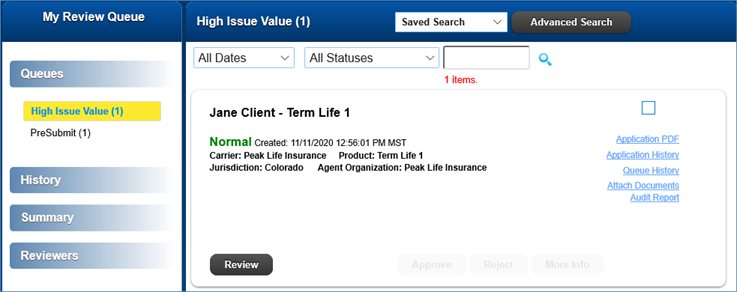 My Review Queue
Queues
High Issue Value (1)
PreSubmit (1)
History
Summary
Reviewers
High Issue Value (1)
Saved Search
Advanced Search
All Dates
All Statuses
1 items.
Jane Client - Term Life 1
Normal Created: 11/11/2020 12:56:01 PM MST
Carrier: Peak Life Insurance Product: Term Life 1
Jurisdiction: Colorado Agent Organization: Peak Life Insurance
Application PDF
Application History
Queue History
Attach Documents
Audit Report
Review
Approve
Reject
More Info